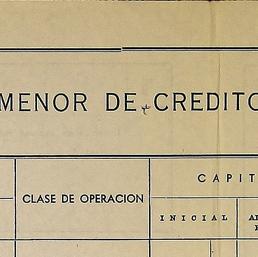 MENOR DE CREDITO
CAPIT
CLASE DE OPERACION
INICIAL